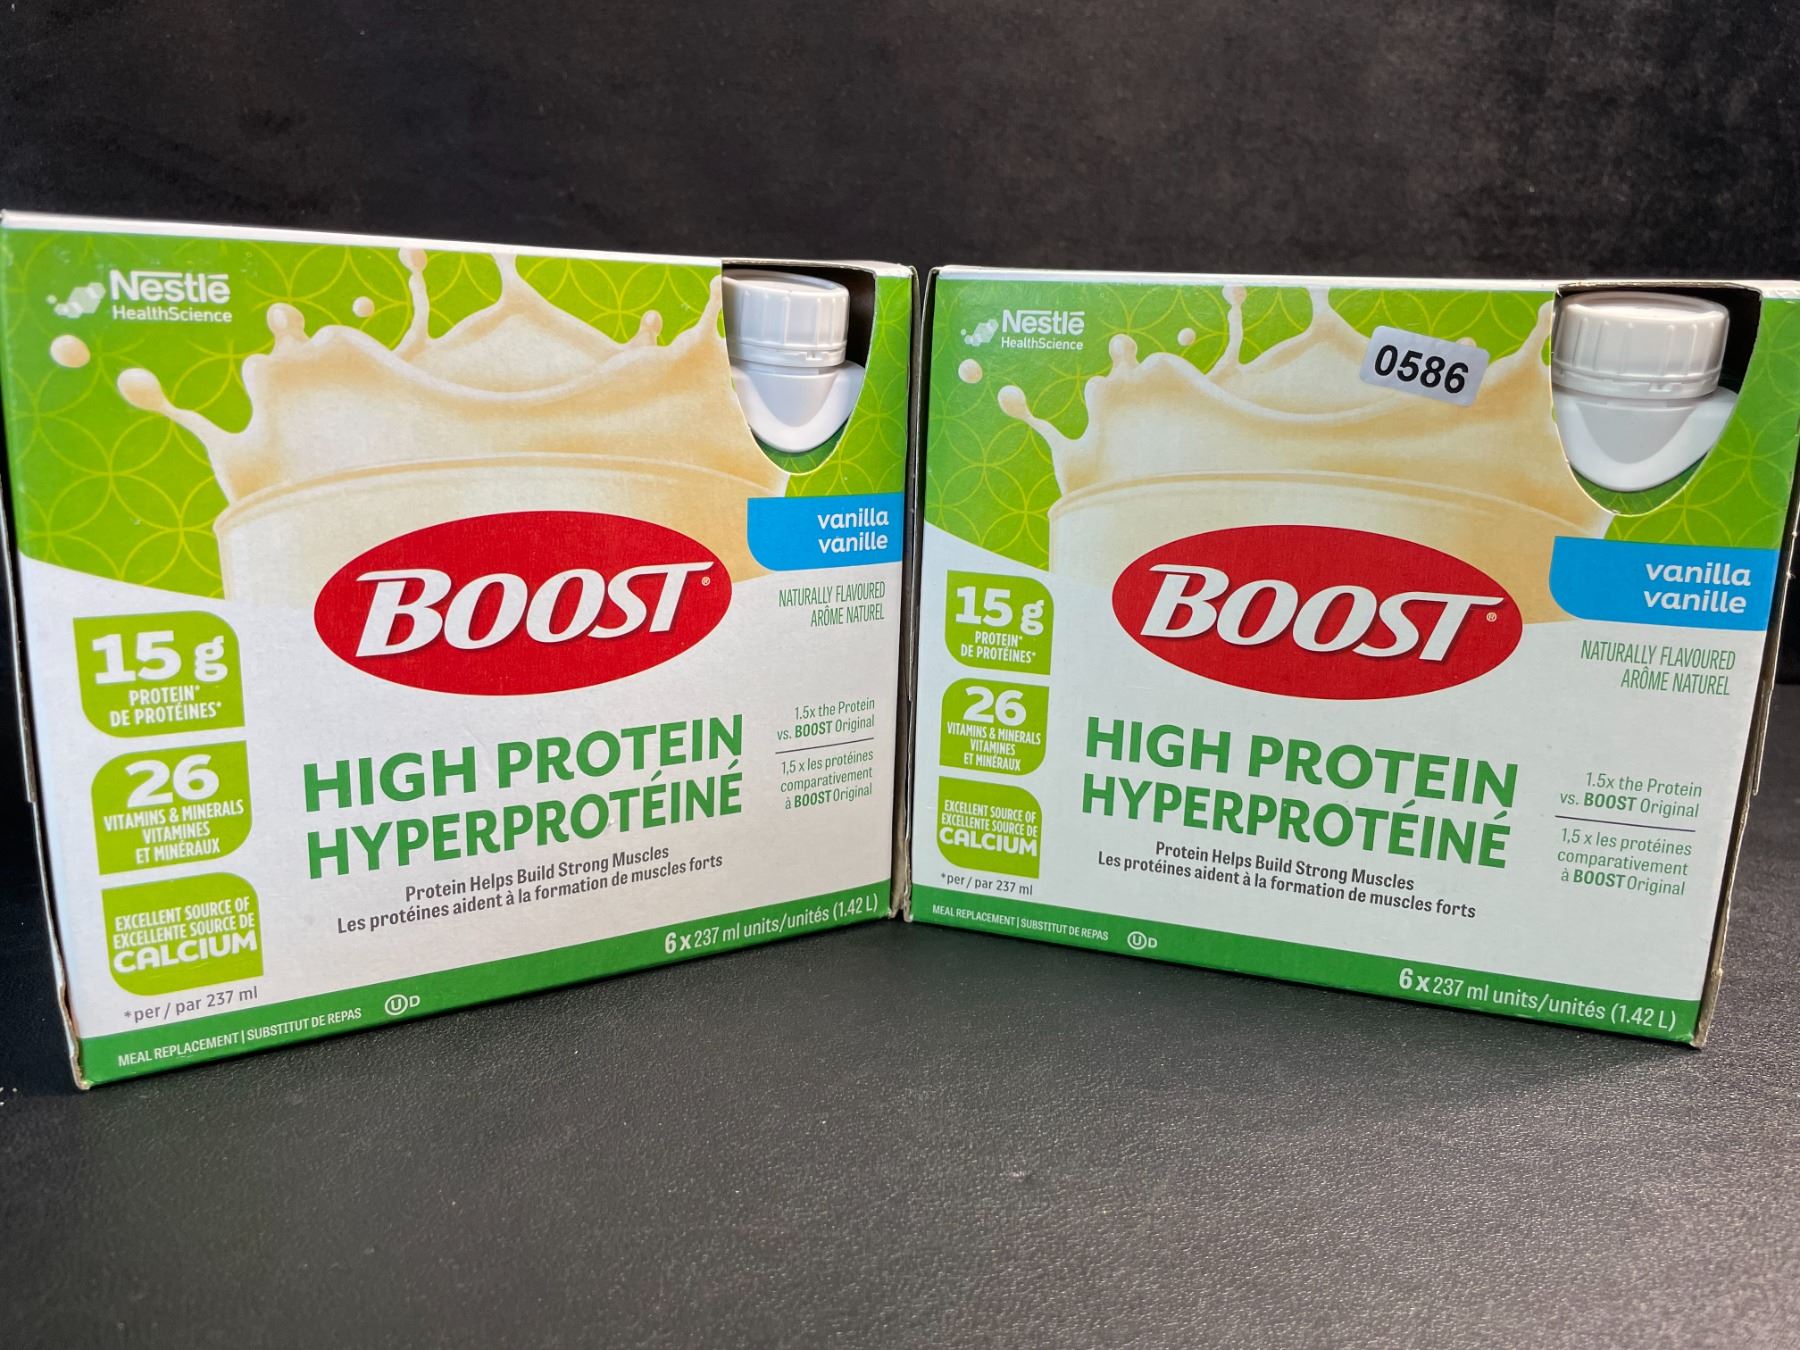 Nestlé
HealthScience
vanilla
vanille
BOOST®
NATURALLY FLAVOURED
ARÔME NATUREL
15 g
PROTEIN*
DE PROTÉINES*
26
VITAMINS & MINERALS
VITAMINES
ET MINÉRAUX
EXCELLENT SOURCE OF
EXCELLENTE SOURCE DE
CALCIUM
*per / par 237 ml
HIGH PROTEIN
HYPERPROTÉINÉ
Protein Helps Build Strong Muscles
Les protéines aident à la formation de muscles forts
1.5x the Protein
vs. BOOST Original
1,5 x les protéines
comparativement
à BOOST Original
6 x 237 ml units/unités (1.42 L)
MEAL REPLACEMENT | SUBSTITUT DE REPAS
UD
Nestlé
HealthScience
0586
vanilla
vanille
BOOST®
NATURALLY FLAVOURED
ARÔME NATUREL
15 g
PROTEIN*
DE PROTÉINES*
26
VITAMINS & MINERALS
VITAMINES
ET MINÉRAUX
EXCELLENT SOURCE OF
EXCELLENTE SOURCE DE
CALCIUM
*per / par 237 ml
HIGH PROTEIN
HYPERPROTÉINÉ
Protein Helps Build Strong Muscles
Les protéines aident à la formation de muscles forts
1.5x the Protein
vs. BOOST Original
1,5 x les protéines
comparativement
à BOOST Original
MEAL REPLACEMENT | SUBSTITUT DE REPAS
UD
6 x 237 ml units/unités (1.42 L)